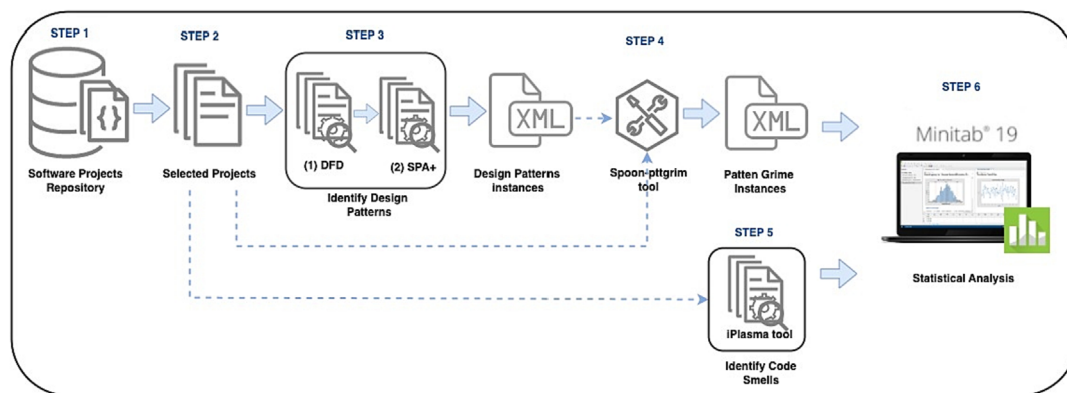 STEP 1
STEP 2
STEP 3
STEP 4
STEP 5
STEP 6
{}
Software Projects
Repository
Selected Projects
(1) DFD
(2) SPA+
Identify Design
Patterns
XML
Design Patterns
instances
Spoon-pttgrim
tool
XML
Patten Grime
Instances
iPlasma tool
Identify Code
Smells
Minitab® 19
Statistical Analysis